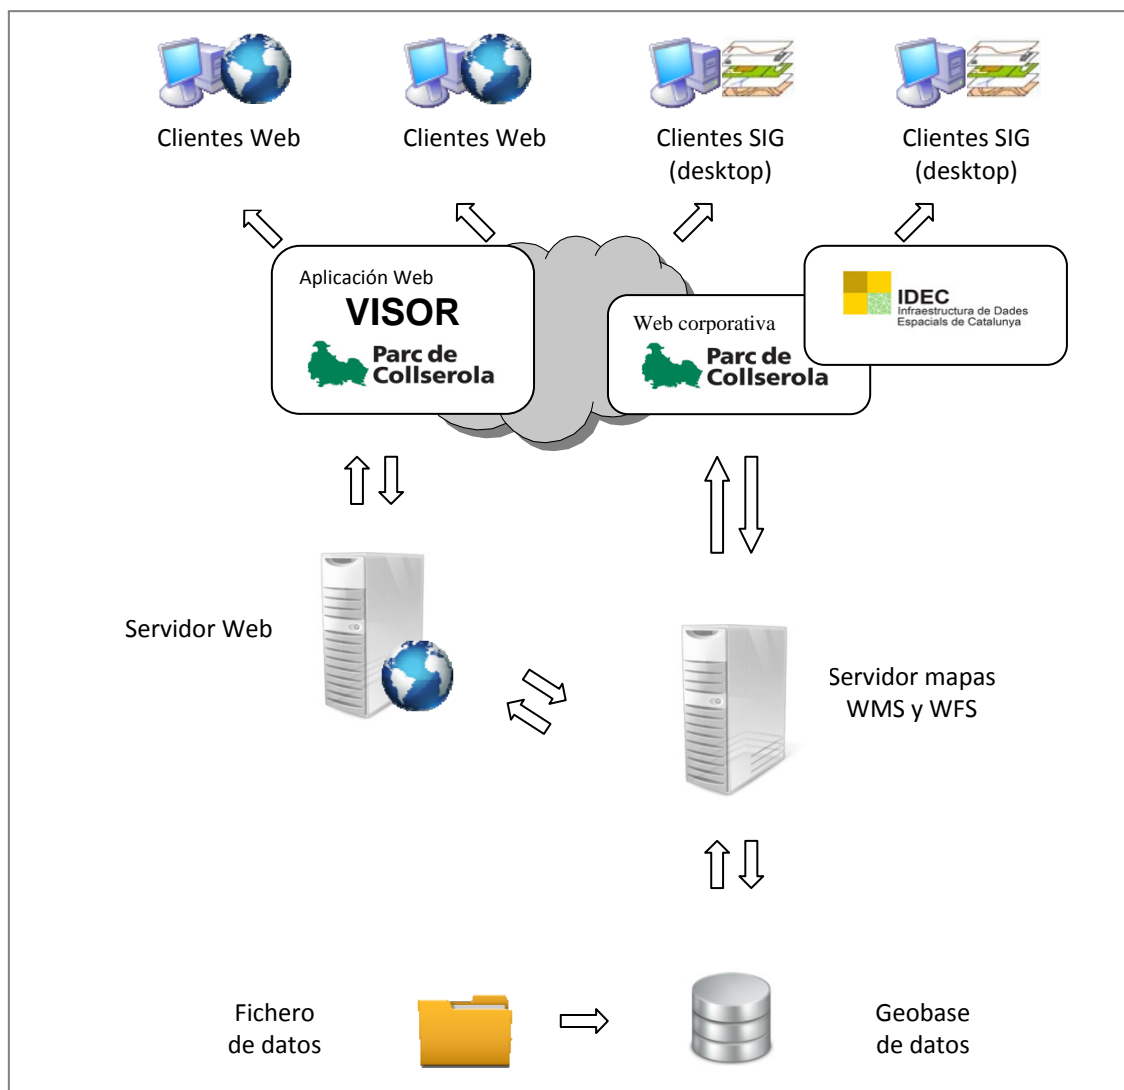 Clientes Web
Clientes Web
Clientes SIG
(desktop)
Clientes SIG
(desktop)
Aplicación Web
VISOR
Parc de
Collserola
Web corporativa
Parc de
Collserola
IDEC
Infraestructura de Dades
Espacials de Catalunya
Servidor Web
Servidor mapas
WMS y WFS
Fichero
de datos
Geobase
de datos